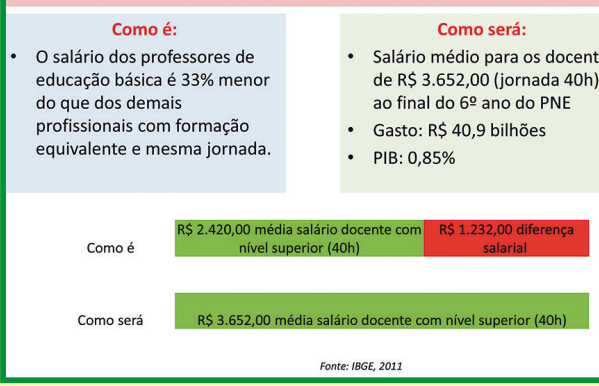 Como é:
• O salário dos professores de
educação básica é 33% menor
do que dos demais
profissionais com formação
equivalente e mesma jornada.
Como será:
• Salário médio para os docent
de R$ 3.652,00 (jornada 40h)
ao final do 6º ano do PNE
• Gasto: R$ 40,9 bilhões
• PIB: 0,85%
Como é
R$ 2.420,00 média salário docente com
nível superior (40h)
R$ 1.232,00 diferença
salarial
Como será
R$ 3.652,00 média salário docente com nível superior (40h)
Fonte: IBGE, 2011